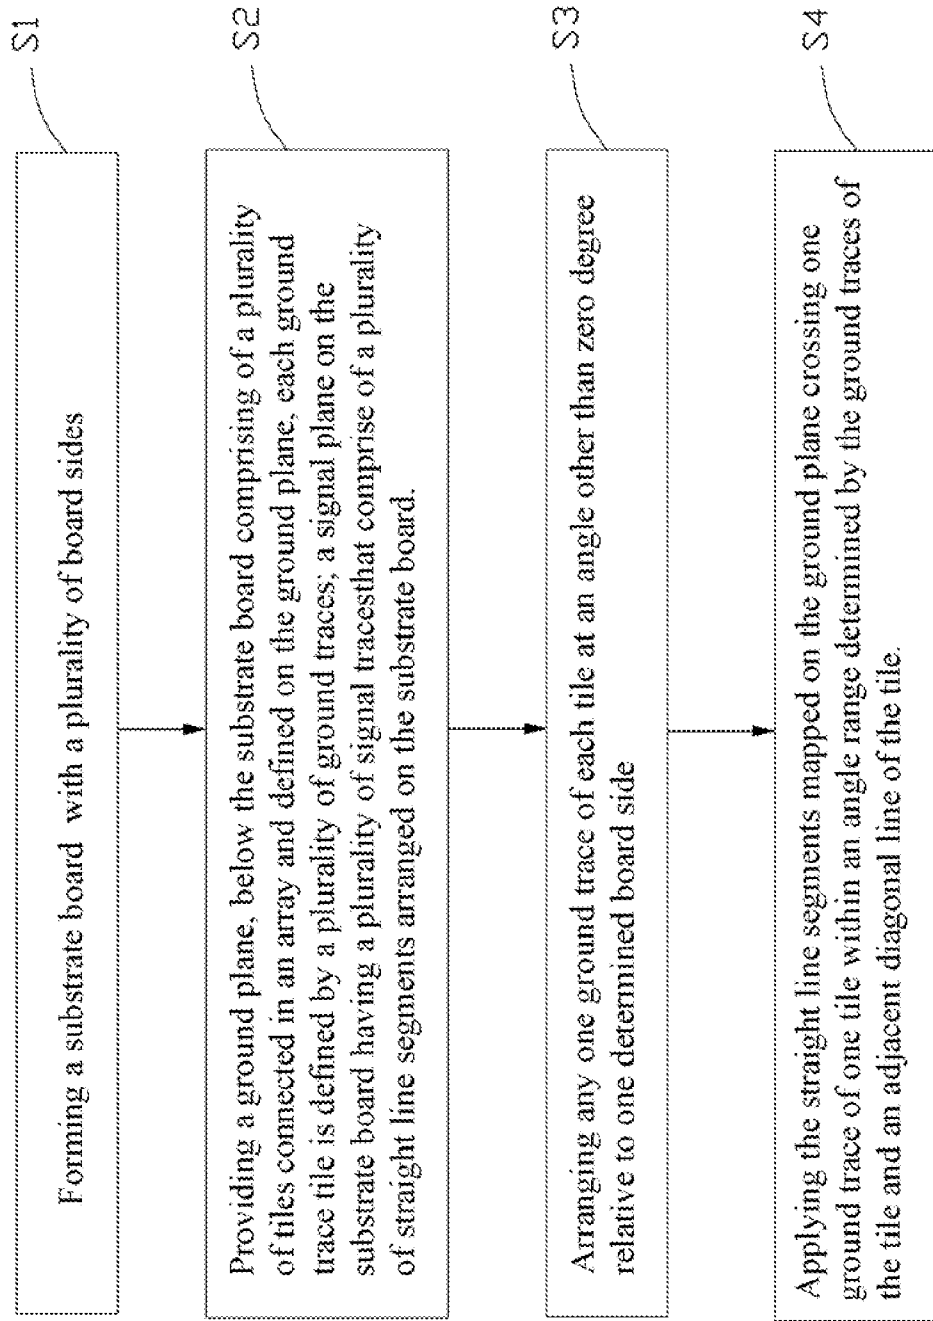 S1
Forming a substrate board with a plurality of board sides
S2
Providing a ground plane, below the substrate board comprising of a plurality
of tiles connected in an array and defined on the ground plane, each ground
trace tile is defined by a plurality of ground traces; a signal plane on the
substrate board having a plurality of signal tracesthat comprise of a plurality
of straight line segments arranged on the substrate board.
S3
Arranging any one ground trace of each tile at an angle other than zero degree
relative to one determined board side
S4
Applying the straight line segments mapped on the ground plane crossing one
ground trace of one tile within an angle range determined by the ground traces of
the tile and an adjacent diagonal line of the tile.